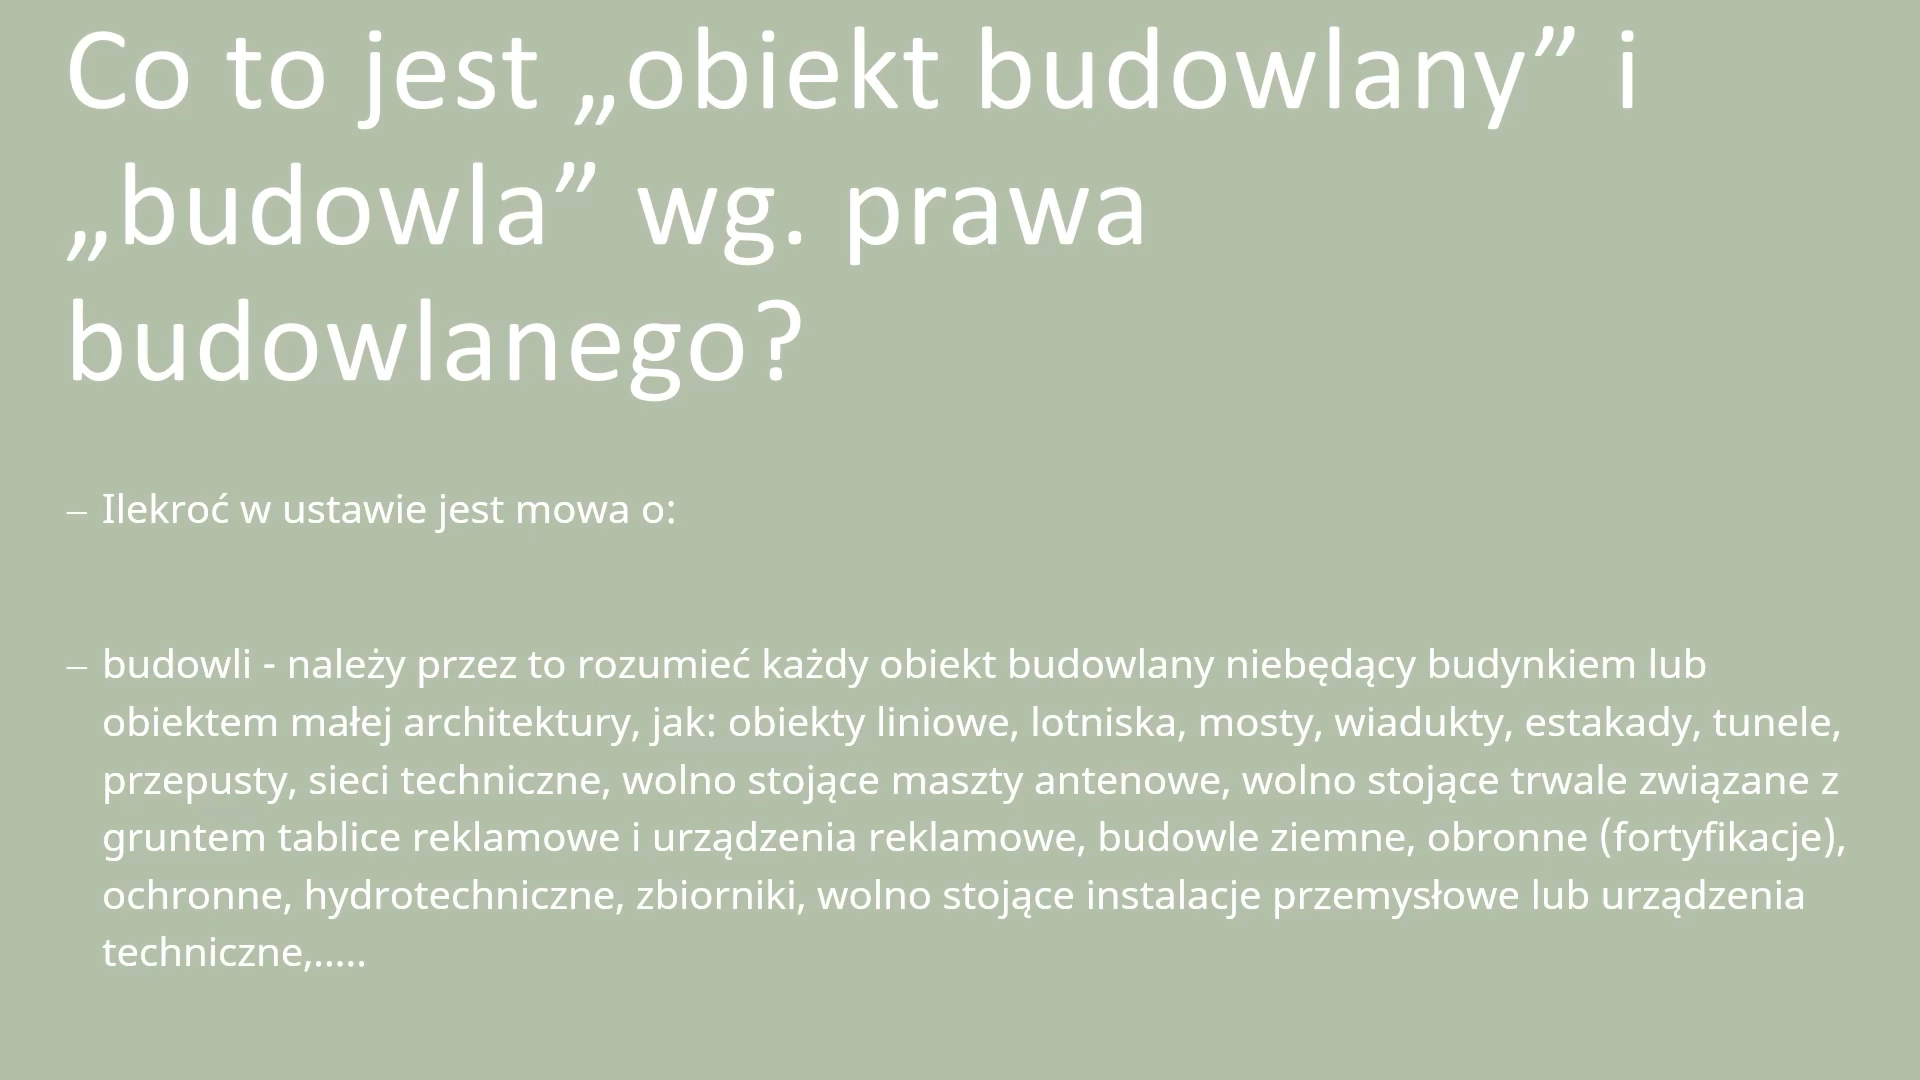 Co to jest „obiekt budowlany” i
„budowla” wg. prawa
budowlanego?
– Ilekroć w ustawie jest mowa o:
– budowli - należy przez to rozumieć każdy obiekt budowlany niebędący budynkiem lub
obiektem małej architektury, jak: obiekty liniowe, lotniska, mosty, wiadukty, estakady, tunele,
przepusty, sieci techniczne, wolno stojące maszty antenowe, wolno stojące trwale związane z
gruntem tablice reklamowe i urządzenia reklamowe, budowle ziemne, obronne (fortyfikacje),
ochronne, hydrotechniczne, zbiorniki, wolno stojące instalacje przemysłowe lub urządzenia
techniczne,.....